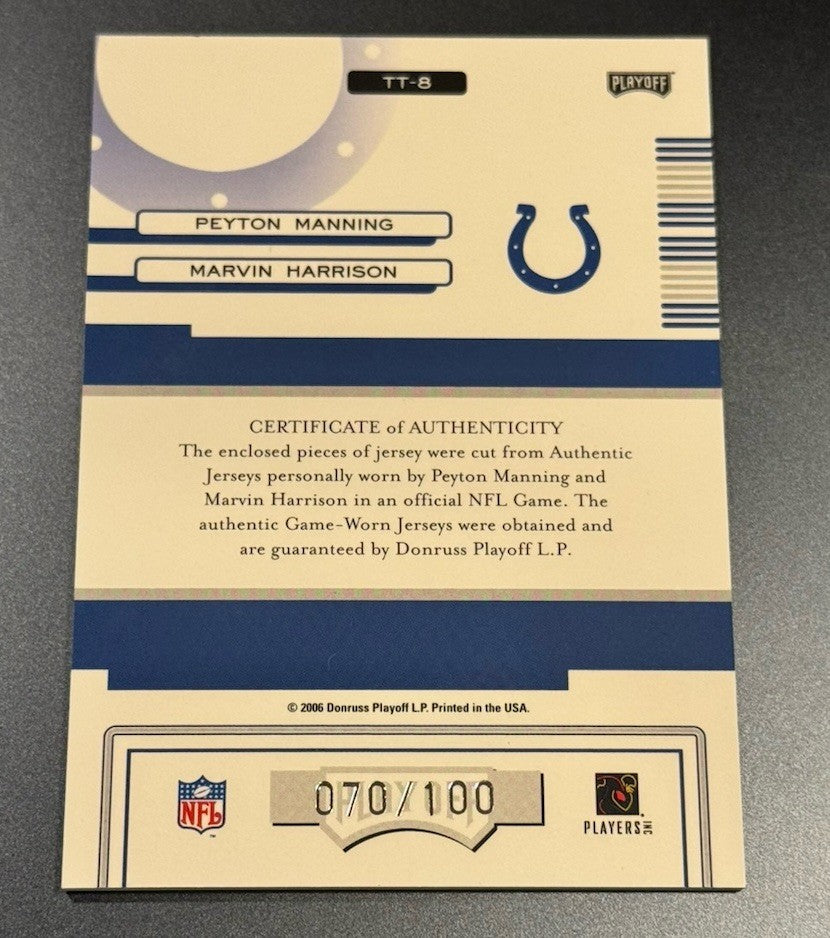 TT-8
PLAYOFF
PEYTON MANNING
MARVIN HARRISON
CERTIFICATE of AUTHENTICITY
The enclosed pieces of jersey were cut from Authentic
Jerseys personally worn by Peyton Manning and
Marvin Harrison in an official NFL Game. The
authentic Game-Worn Jerseys were obtained and
are guaranteed by Donruss Playoff L.P.
© 2006 Donruss Playoff L.P. Printed in the USA.
NFL
™
PLAYOFF
070/100
PLAYERS INC